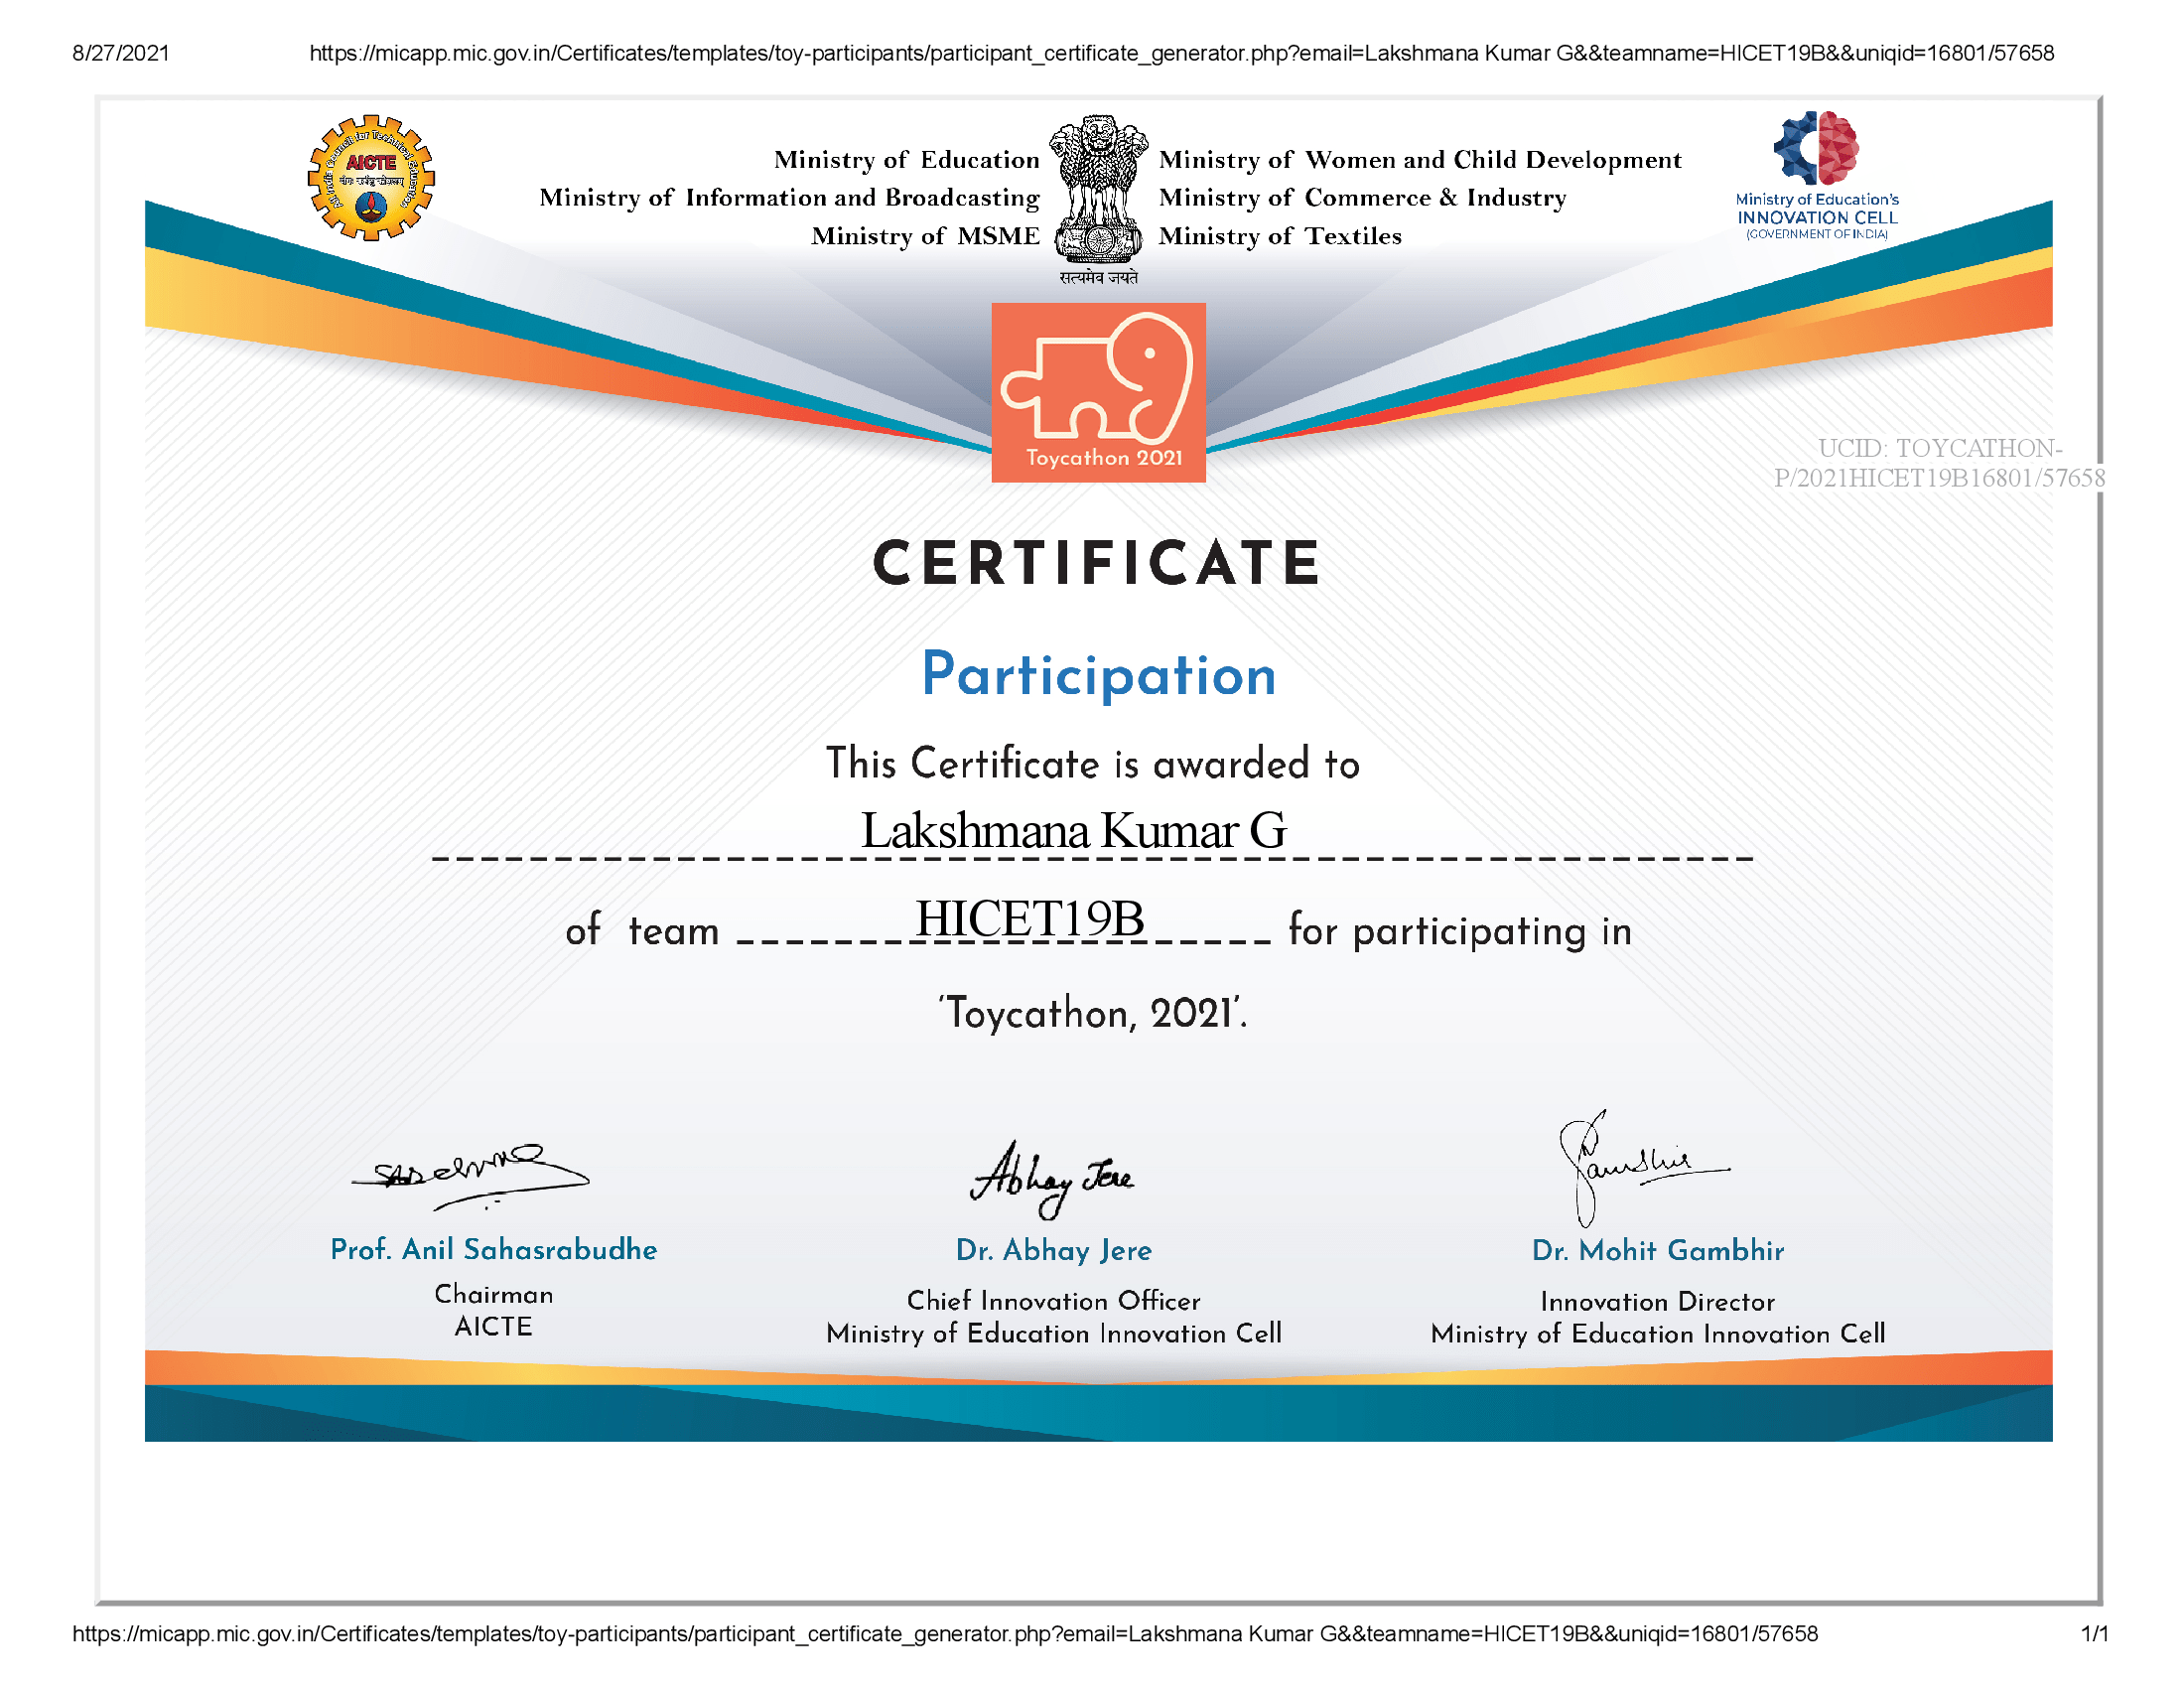 8/27/2021 https://micapp.mic.gov.in/Certificates/templates/toy-participants/participant_certificate_generator.php?email=Lakshmana Kumar G&&teamname=HICET19B&&uniqid=16801/57658
All India Council for Technical Education
AICTE
Ministry of Education
Ministry of Information and Broadcasting
Ministry of MSME
सत्यमेव जयते
Ministry of Women and Child Development
Ministry of Commerce & Industry
Ministry of Textiles
Ministry of Education's
INNOVATION CELL
(GOVERNMENT OF INDIA)
Toycathon 2021
UCID: TOYCATHON-
P/2021HICET19B16801/57658
CERTIFICATE
Participation
This Certificate is awarded to
Lakshmana Kumar G
of team HICET19B for participating in
'Toycathon, 2021'.
Abhay Jere
Prof. Anil Sahasrabudhe
Chairman
AICTE
Dr. Abhay Jere
Chief Innovation Officer
Ministry of Education Innovation Cell
Dr. Mohit Gambhir
Innovation Director
Ministry of Education Innovation Cell
https://micapp.mic.gov.in/Certificates/templates/toy-participants/participant_certificate_generator.php?email=Lakshmana Kumar G&&teamname=HICET19B&&uniqid=16801/57658 1/1